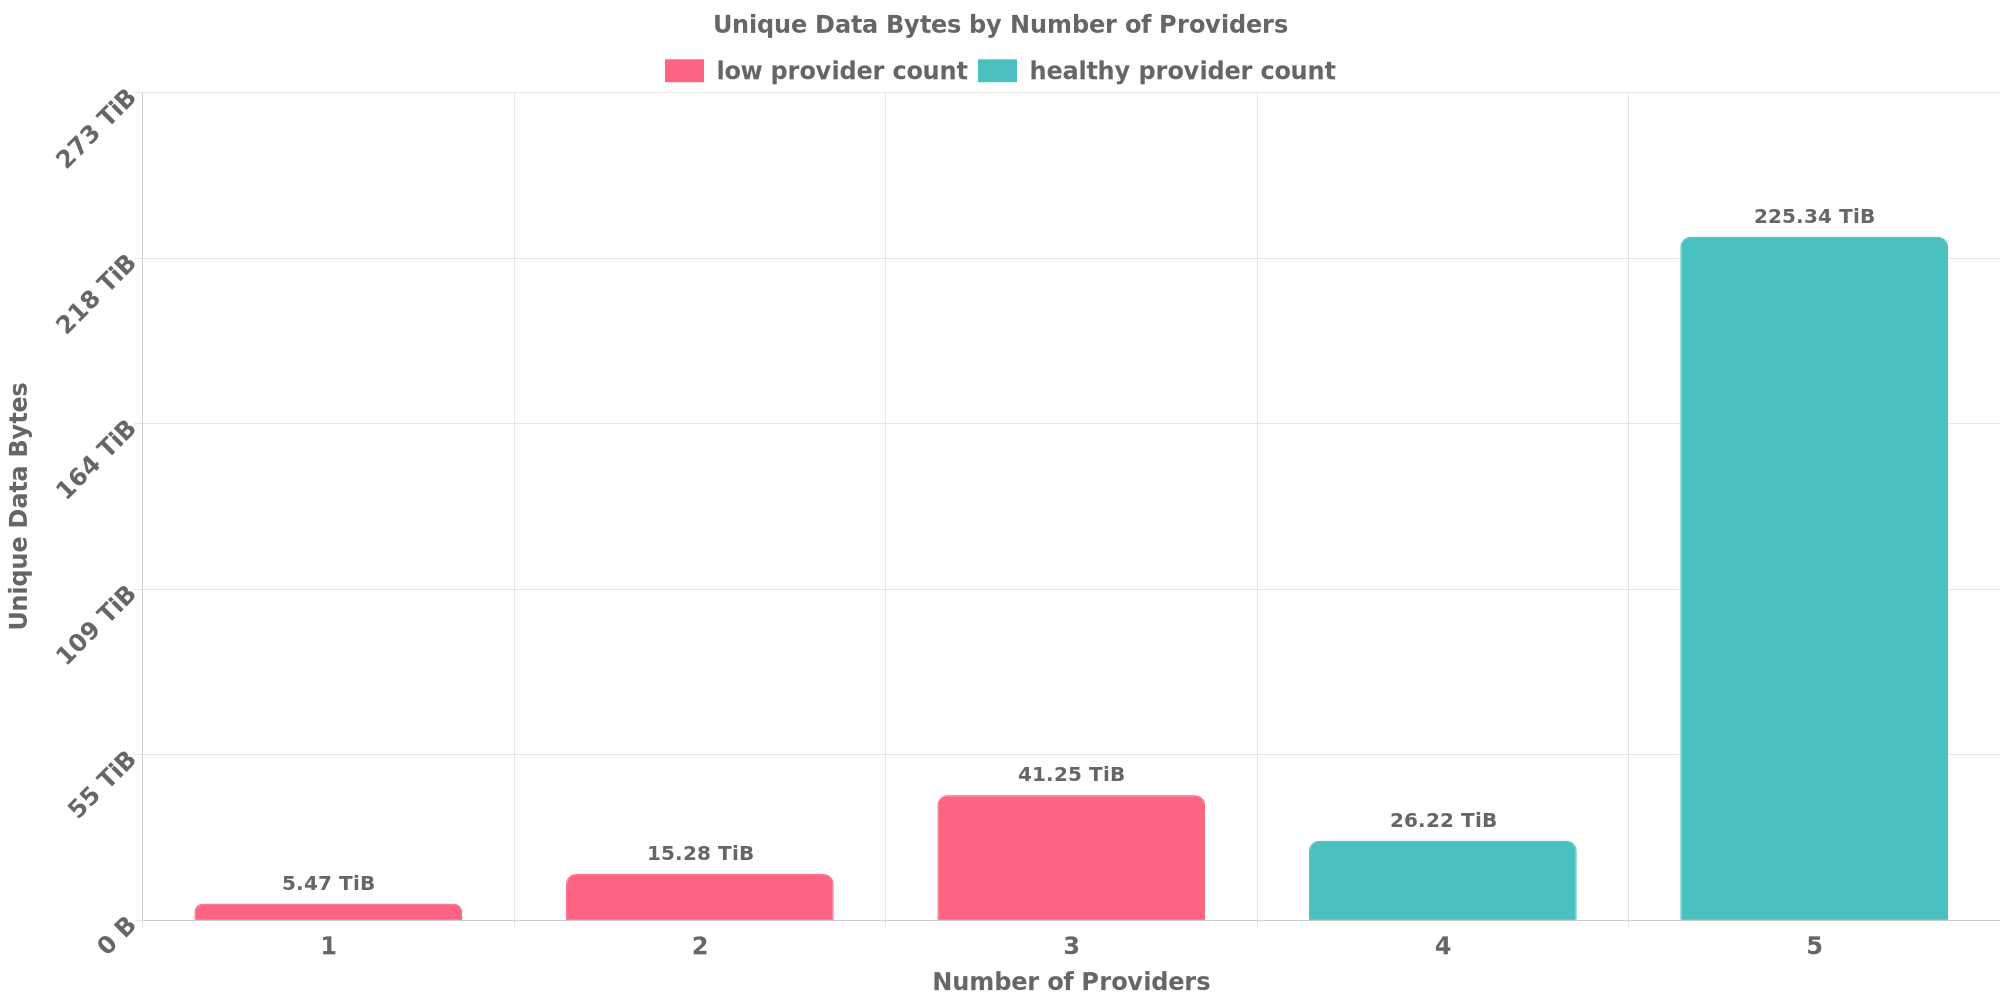 Unique Data Bytes by Number of Providers
low provider count healthy provider count
273 TiB
218 TiB
164 TiB
109 TiB
55 TiB
0 B
Unique Data Bytes
5.47 TiB
15.28 TiB
41.25 TiB
26.22 TiB
225.34 TiB
1 2 3 4 5
Number of Providers